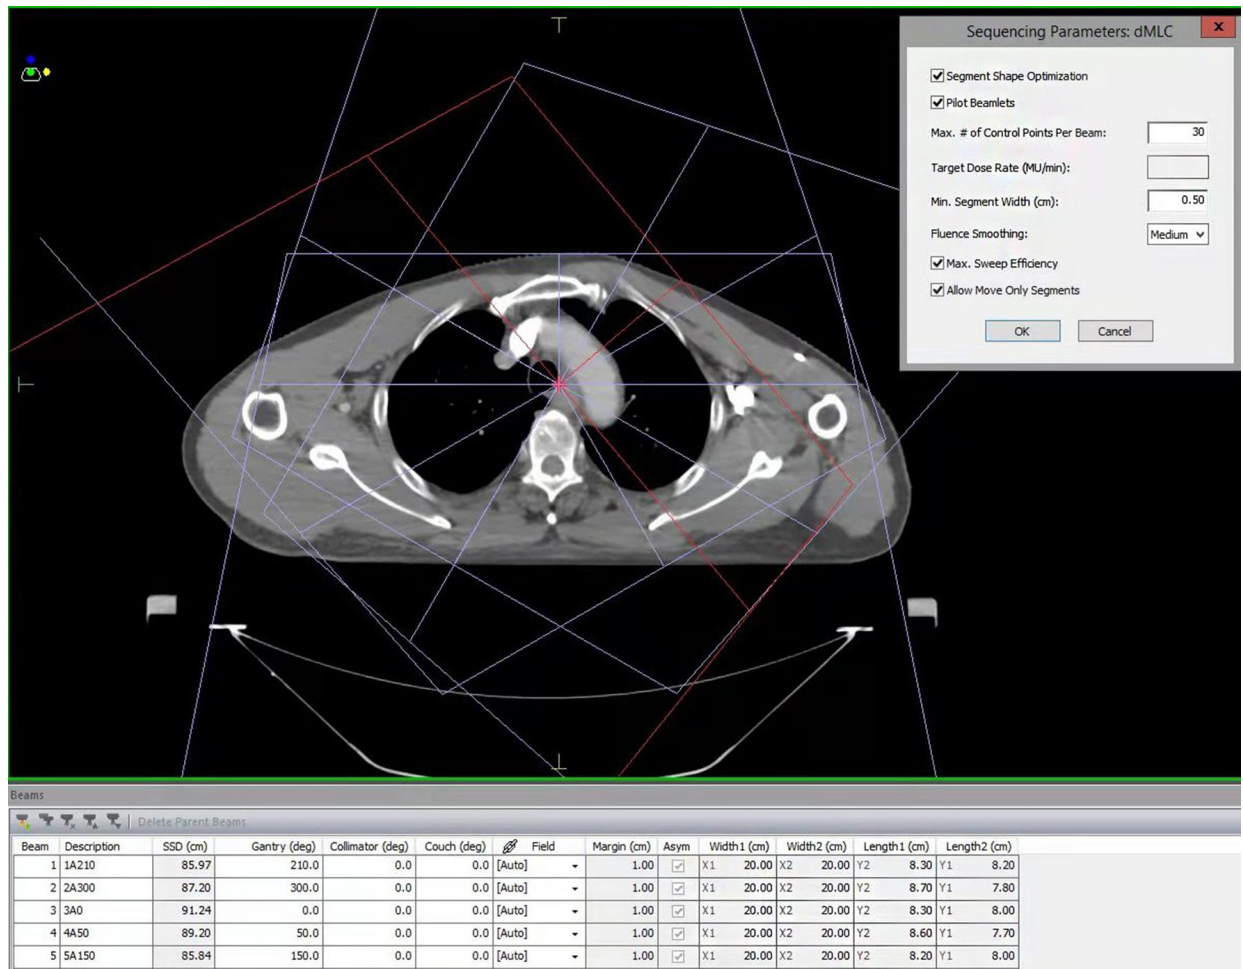 Sequencing Parameters: dMLC
X
Segment Shape Optimization
Pilot Beamlets
Max. # of Control Points Per Beam: 30
Target Dose Rate (MU/min):
Min. Segment Width (cm): 0.50
Fluence Smoothing: Medium
Max. Sweep Efficiency
Allow Move Only Segments
OK Cancel
Beams
Delete Parent Beams
Beam Description SSD (cm) Gantry (deg) Collimator (deg) Couch (deg) Field Margin (cm) Asym Width1 (cm) Width2 (cm) Length1 (cm) Length2 (cm)
1 1A210 85.97 210.0 0.0 0.0 [Auto] 1.00 X1 20.00 X2 20.00 Y2 8.30 Y1 8.20
2 2A300 87.20 300.0 0.0 0.0 [Auto] 1.00 X1 20.00 X2 20.00 Y2 8.70 Y1 7.80
3 3A0 91.24 0.0 0.0 0.0 [Auto] 1.00 X1 20.00 X2 20.00 Y2 8.30 Y1 8.00
4 4A50 89.20 50.0 0.0 0.0 [Auto] 1.00 X1 20.00 X2 20.00 Y2 8.60 Y1 7.70
5 5A150 85.84 150.0 0.0 0.0 [Auto] 1.00 X1 20.00 X2 20.00 Y2 8.20 Y1 8.00